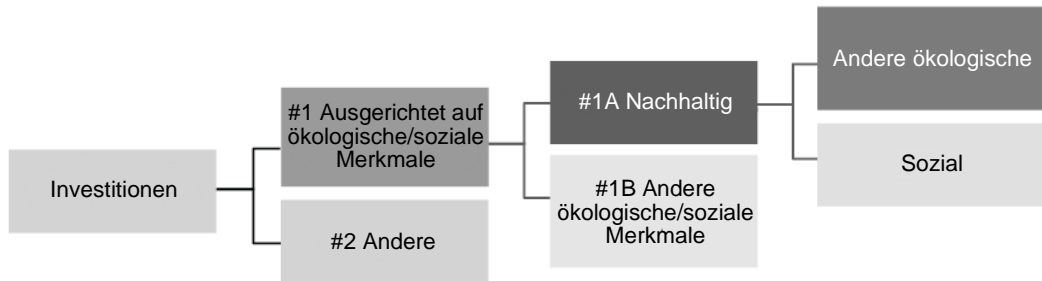 Investitionen
#1 Ausgerichtet auf
ökologische/soziale
Merkmale
#2 Andere
#1A Nachhaltig
#1B Andere
ökologische/soziale
Merkmale
Andere ökologische
Sozial